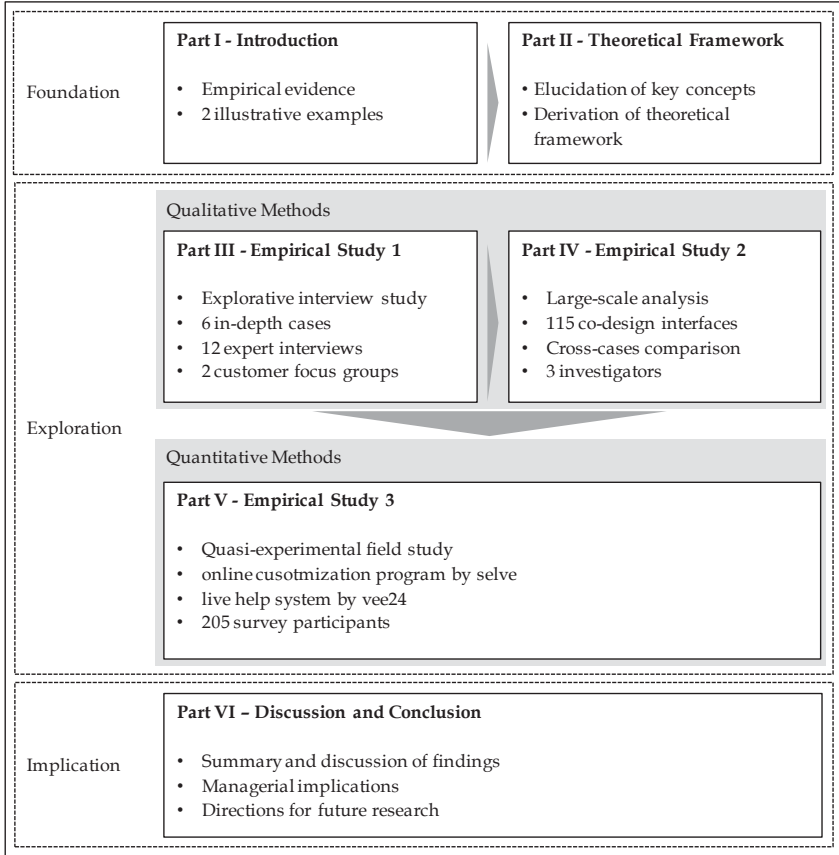 Foundation
Part I - Introduction
• Empirical evidence
• 2 illustrative examples
Part II - Theoretical Framework
• Elucidation of key concepts
• Derivation of theoretical
framework
Exploration
Qualitative Methods
Part III - Empirical Study 1
• Explorative interview study
• 6 in-depth cases
• 12 expert interviews
• 2 customer focus groups
Part IV - Empirical Study 2
• Large-scale analysis
• 115 co-design interfaces
• Cross-cases comparison
• 3 investigators
Quantitative Methods
Part V - Empirical Study 3
• Quasi-experimental field study
• online cusotmization program by selve
• live help system by vee24
• 205 survey participants
Implication
Part VI – Discussion and Conclusion
• Summary and discussion of findings
• Managerial implications
• Directions for future research